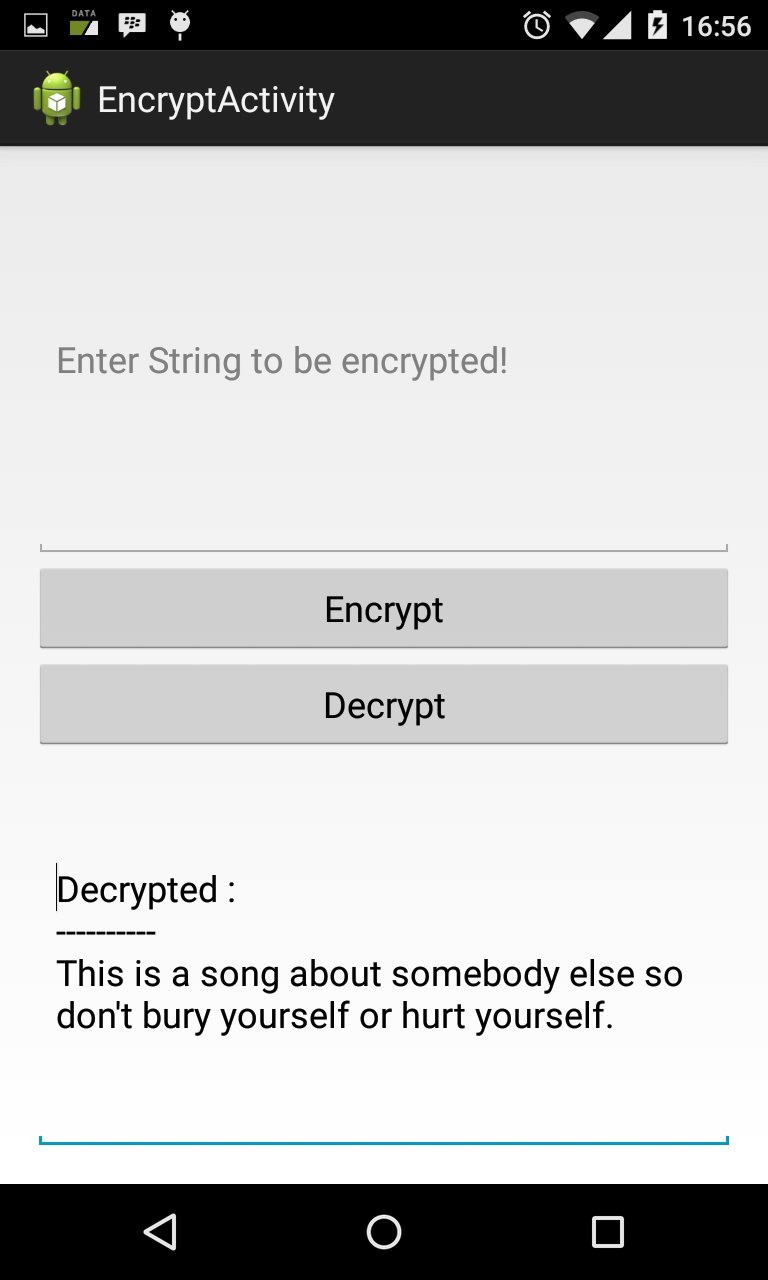 DATA
16:56
EncryptActivity
Enter String to be encrypted!
Encrypt
Decrypt
Decrypted :
----------
This is a song about somebody else so
don't bury yourself or hurt yourself.